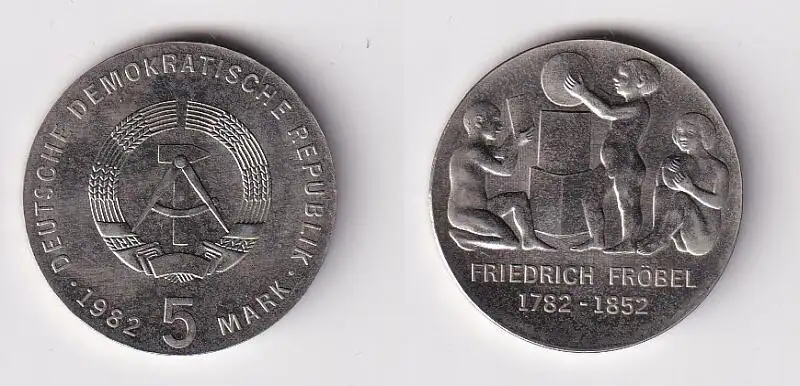 DEUTSCHE DEMOKRATISCHE REPUBLIK
· 1982 5 MARK ·
FRIEDRICH FRÖBEL
1782 - 1852